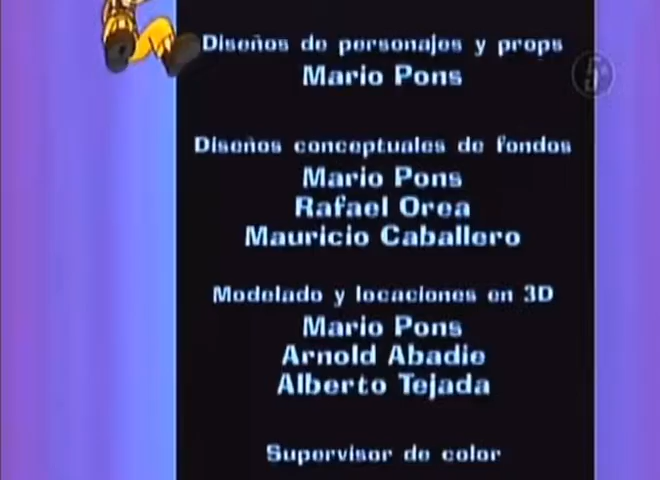 Diseños de personajes y props
Mario Pons
5
Diseños conceptuales de fondos
Mario Pons
Rafael Orea
Mauricio Caballero
Modelado y locaciones en 3D
Mario Pons
Arnold Abadie
Alberto Tejada
Supervisor de color